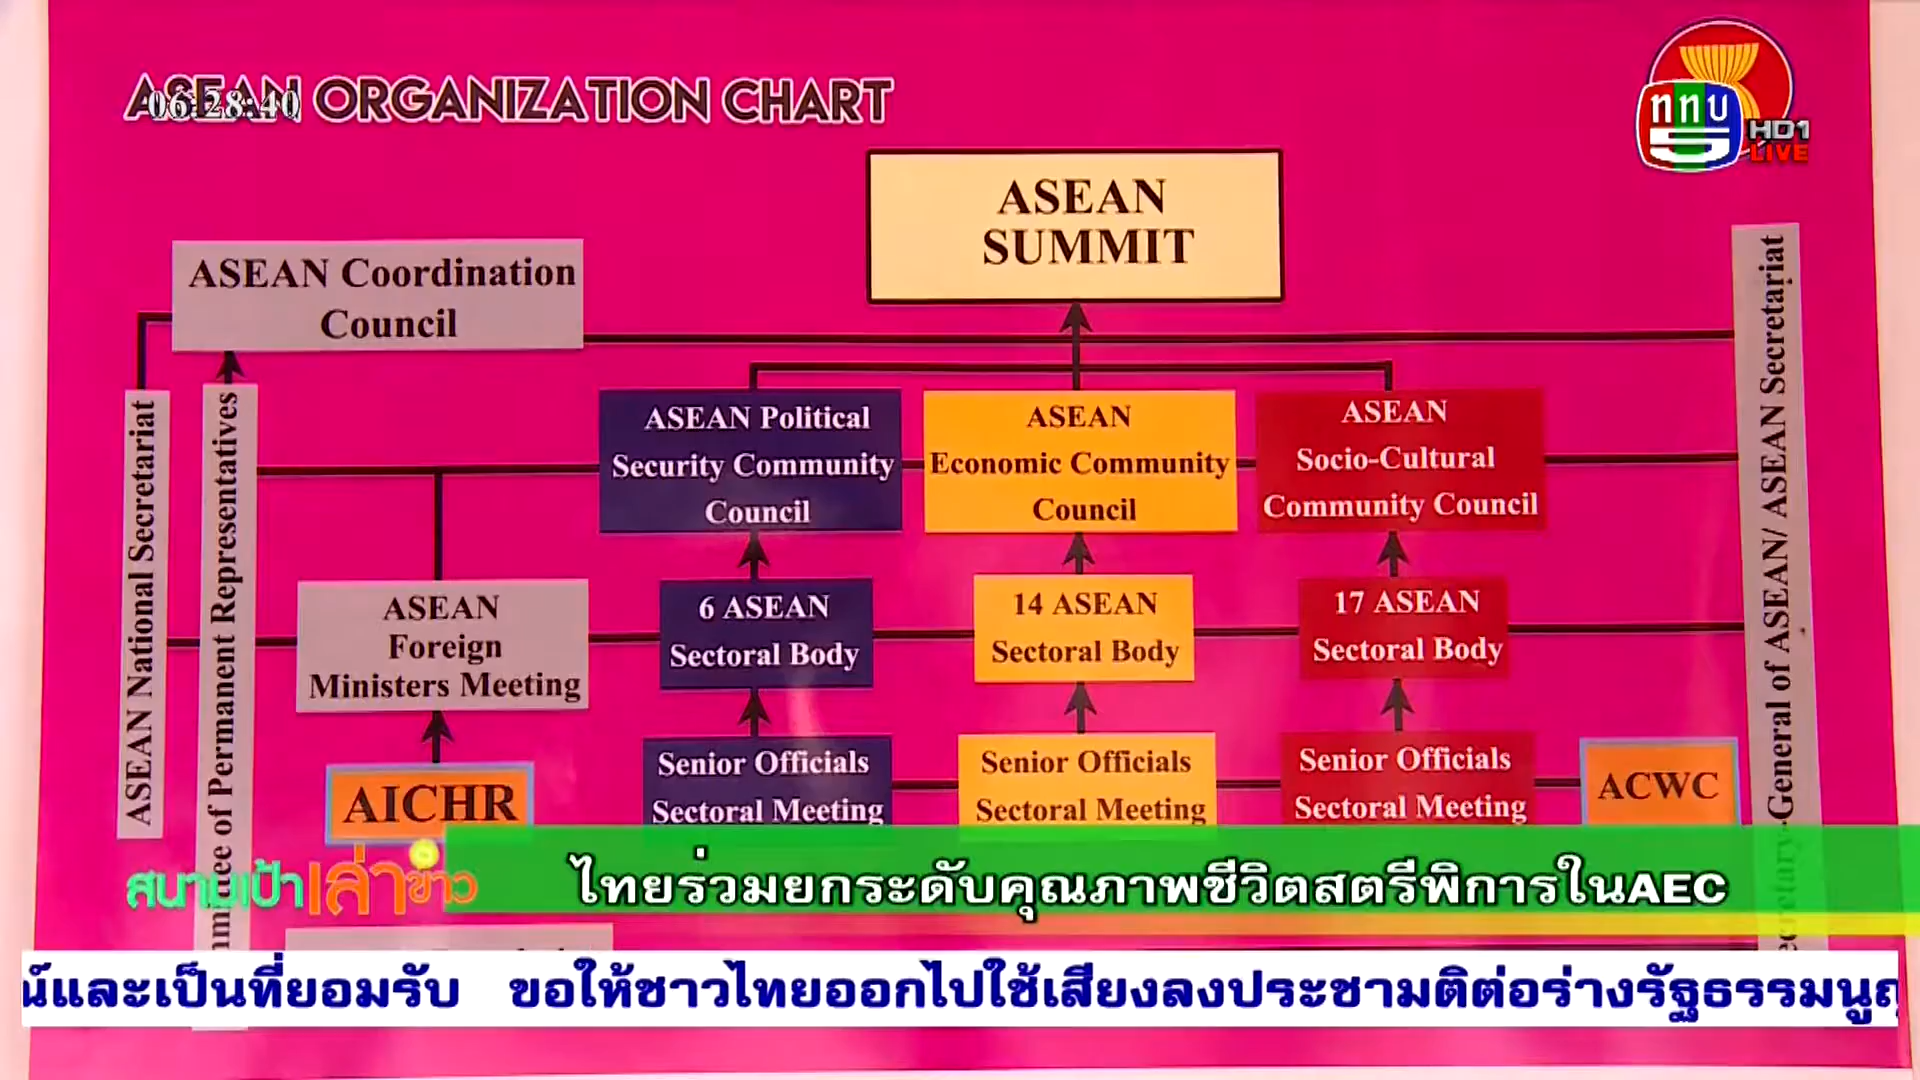 ASEAN ORGANIZATION CHART
06:28:40
ททบ
5
HD1
LIVE
ASEAN
SUMMIT
ASEAN Coordination
Council
ASEAN National Secretariat
of Permanent Representatives
ASEAN Political
Security Community
Council
ASEAN
Economic Community
Council
ASEAN
Socio-Cultural
Community Council
General of ASEAN/ ASEAN Secretariat
ASEAN
Foreign
Ministers Meeting
6 ASEAN
Sectoral Body
14 ASEAN
Sectoral Body
17 ASEAN
Sectoral Body
AICHR
Senior Officials
Sectoral Meeting
Senior Officials
Sectoral Meeting
Senior Officials
Sectoral Meeting
ACWC
สนามเป้าเล่าข่าว
ไทยร่วมยกระดับคุณภาพชีวิตสตรีพิการในAEC
และเป็นที่ยอมรับ ขอให้ชาวไทยออกไปใช้เสียงลงประชามติต่อร่าง